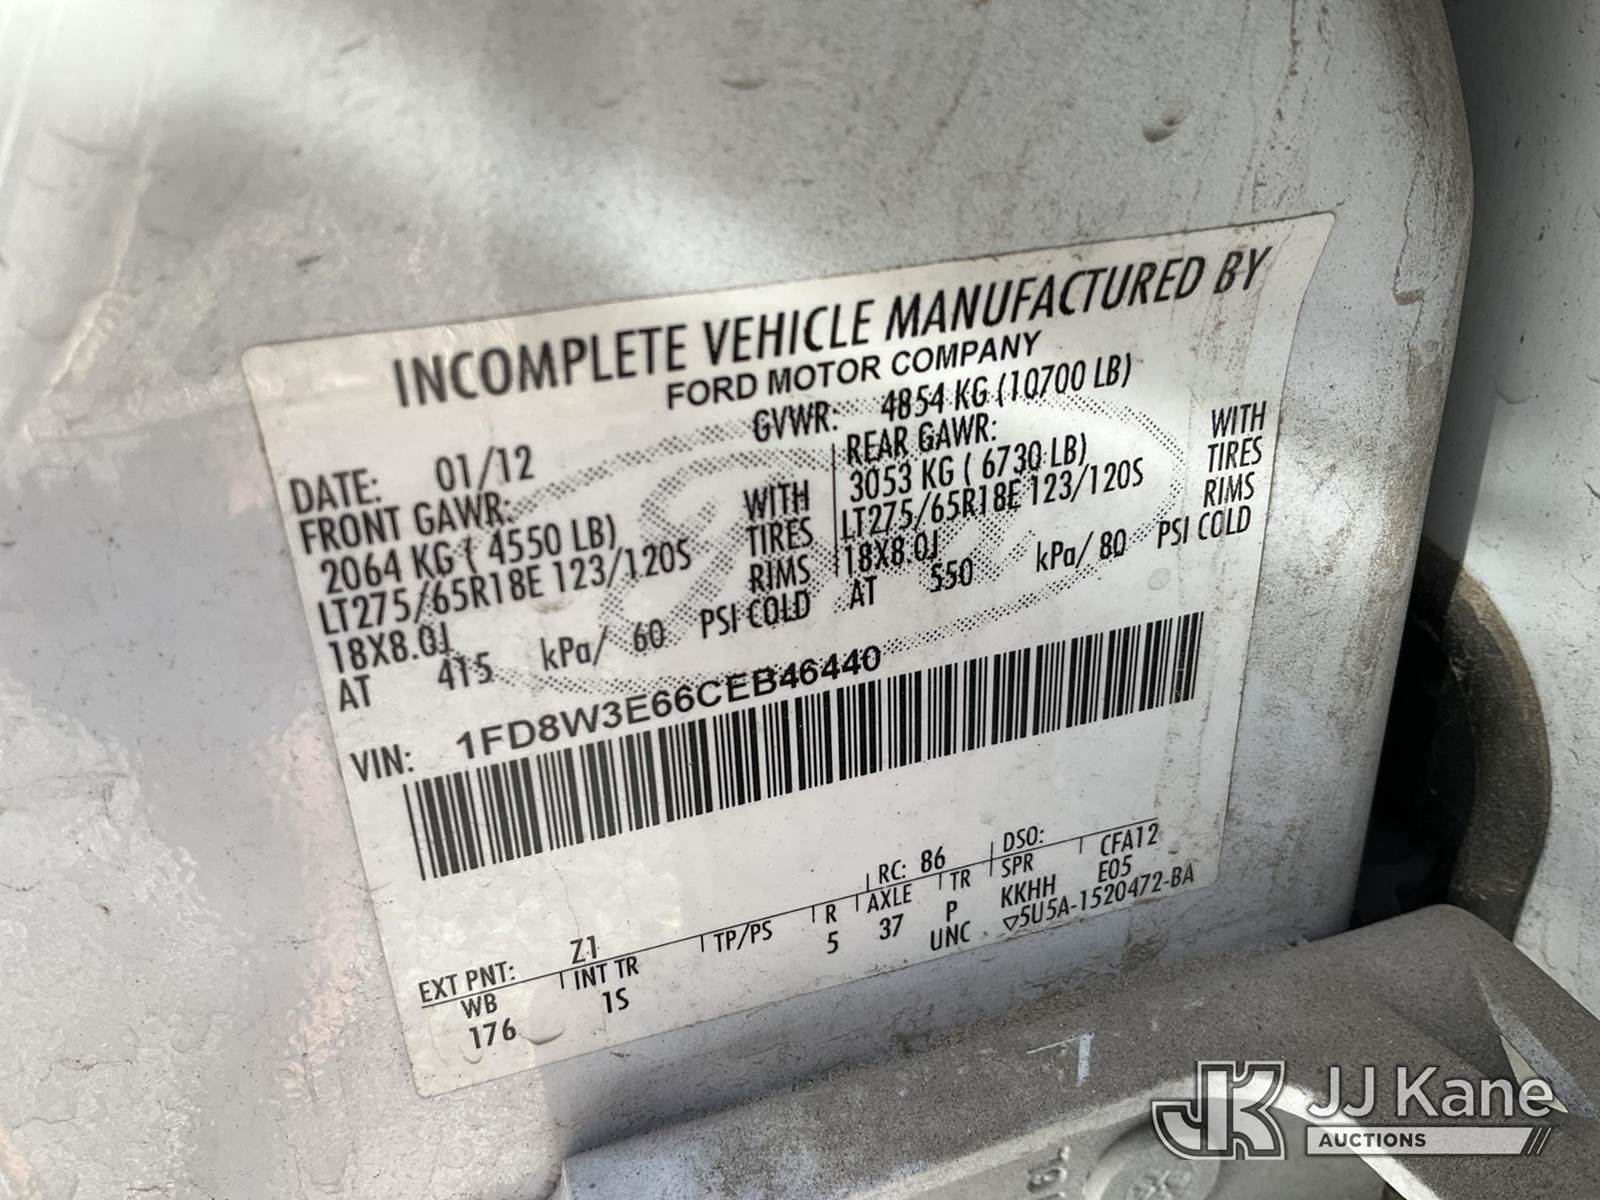 INCOMPLETE VEHICLE MANUFACTURED BY
FORD MOTOR COMPANY
DATE: 01/12 GVWR: 4854 KG (10700 LB)
FRONT GAWR:
2064 KG ( 4550 LB) WITH
LT275/65R18E 123/120S TIRES
18X8.0J RIMS
AT 415 kPa/ 60 PSI COLD
REAR GAWR:
3053 KG ( 6730 LB) WITH
LT275/65R18E 123/120S TIRES
18X8.0J RIMS
AT 550 kPa/ 80 PSI COLD
VIN: 1FD8W3E66CEB46440
EXT PNT: Z1 RC: 86 DSO:
WB INT TR TP/PS R AXLE TR SPR CFA12
176 1S 5 37 P KKHH E05
UNC ▽5U5A-1520472-BA
JK JJ Kane
AUCTIONS